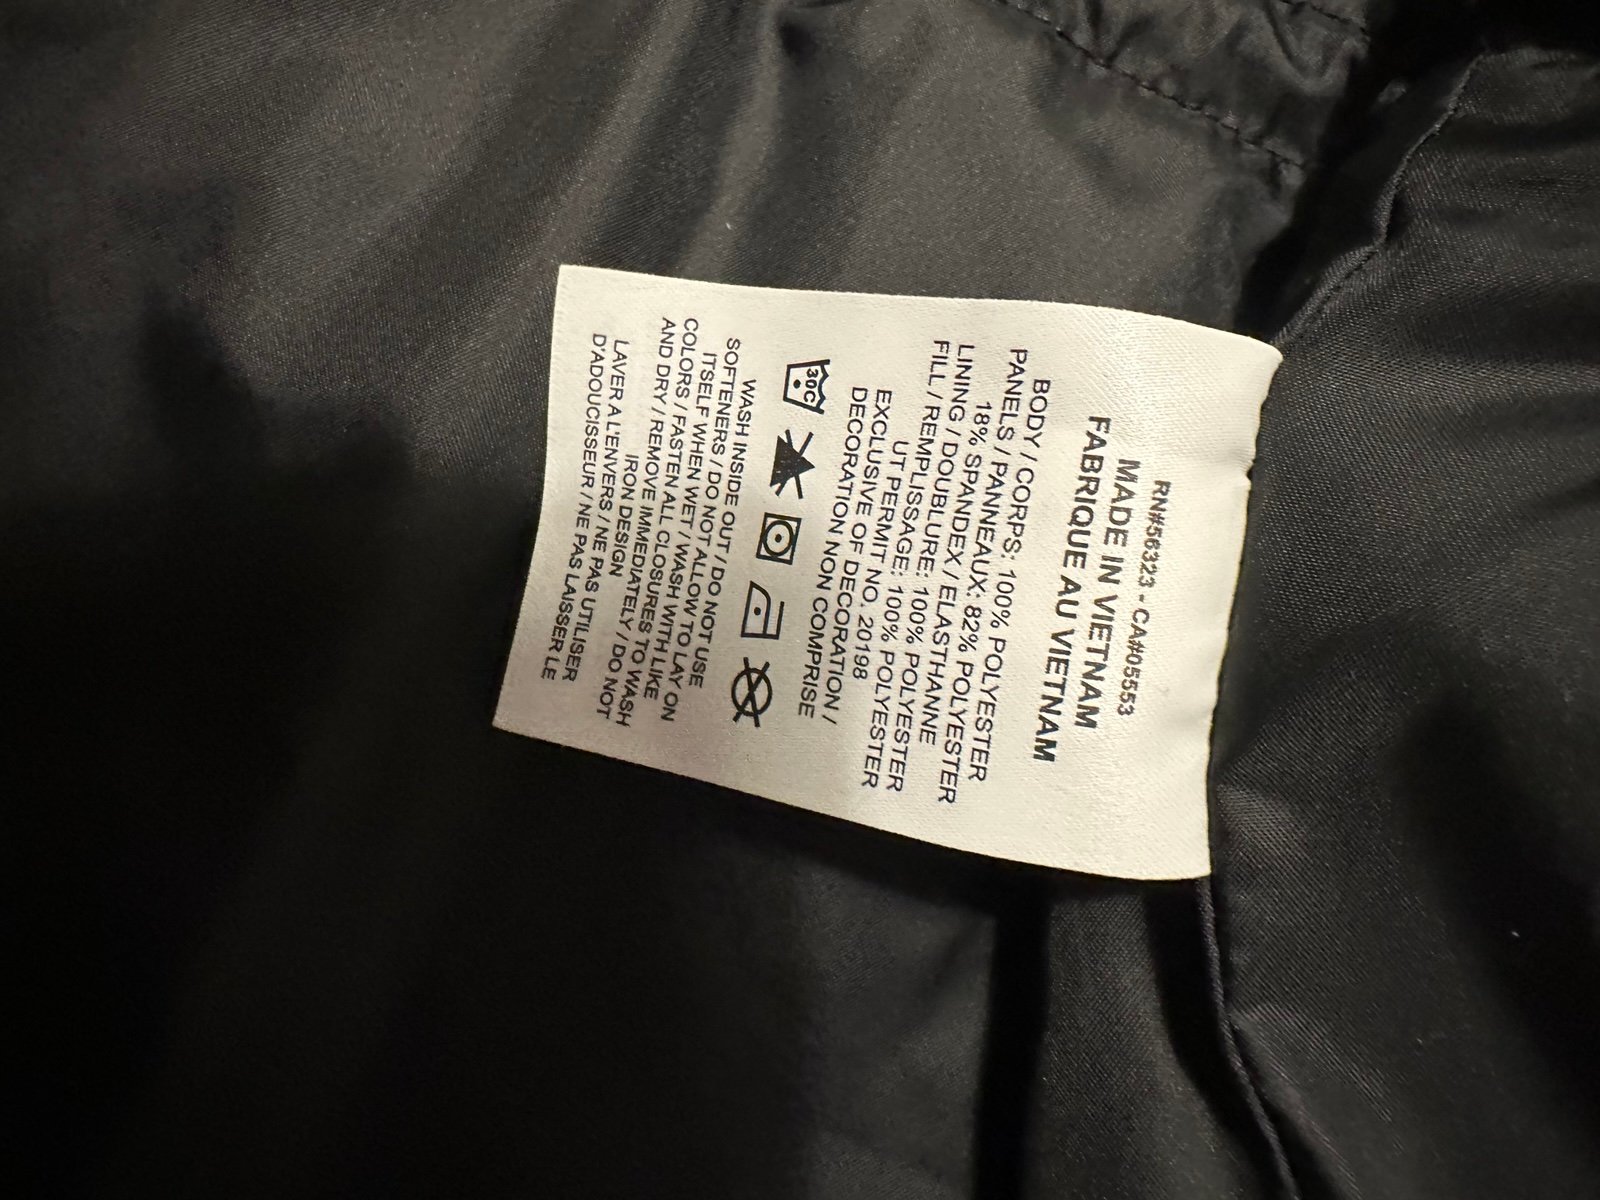 RN#56323 - CA#05553
MADE IN VIETNAM
FABRIQUE AU VIETNAM
BODY / CORPS: 100% POLYESTER
PANELS / PANNEAUX: 82% POLYESTER
18% SPANDEX / ELASTHANNE
LINING / DOUBLURE: 100% POLYESTER
FILL / REMPLISSAGE: 100% POLYESTER
UT PERMIT NO. 20198
EXCLUSIVE OF DECORATION /
DECORATION NON COMPRISE
30C
WASH INSIDE OUT / DO NOT USE
SOFTENERS / DO NOT ALLOW TO LAY ON
ITSELF WHEN WET / WASH WITH LIKE
COLORS / FASTEN ALL CLOSURES TO WASH
AND DRY / REMOVE IMMEDIATELY / DO NOT
IRON DESIGN
LAVER A L'ENVERS / NE PAS UTILISER
D'ADOUCISSEUR / NE PAS LAISSER LE